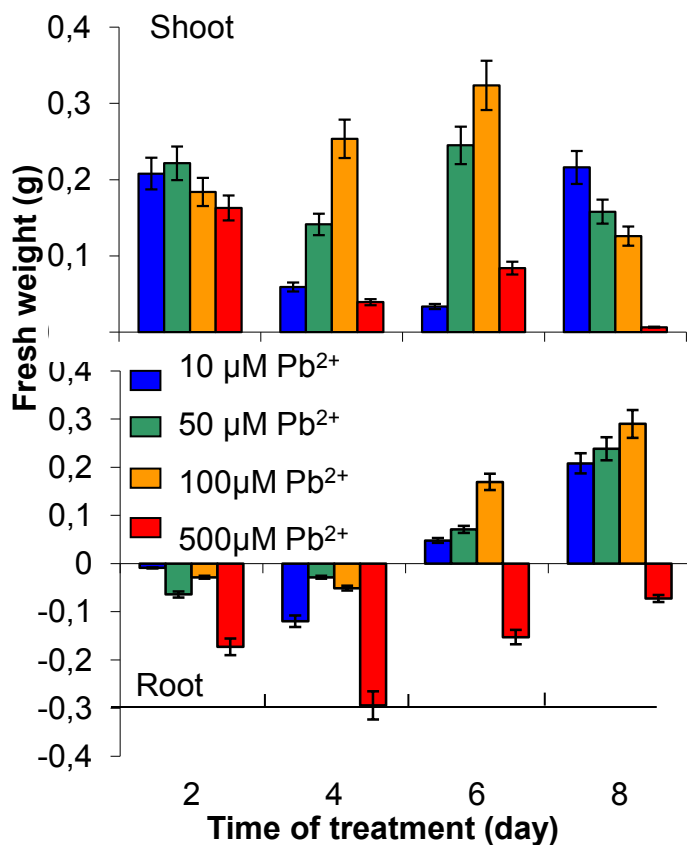 Shoot
0,4
0,3
0,2
0,1
Fresh weight (g)
0,4
0,3
0,2
0,1
0
-0,1
-0,2
-0,3
-0,4
10 µM Pb²⁺
50 µM Pb²⁺
100µM Pb²⁺
500µM Pb²⁺
Root
2 4 6 8
Time of treatment (day)